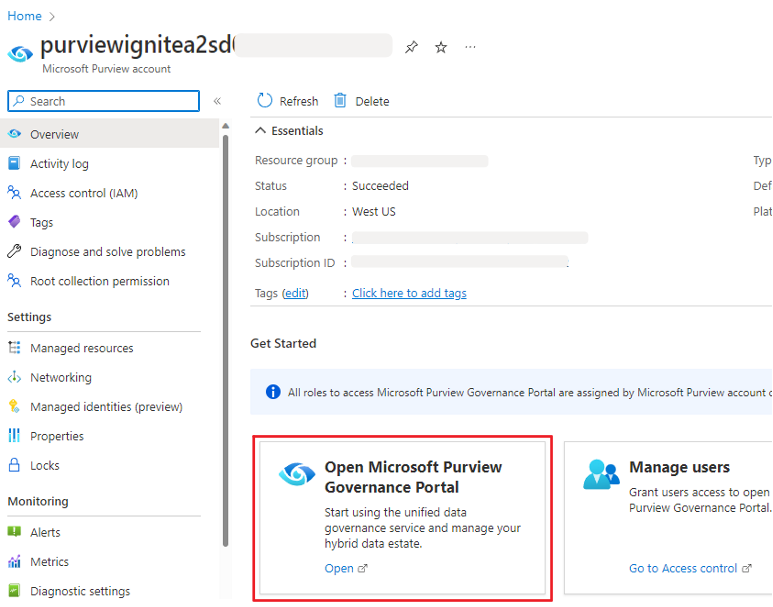 Home >
purviewignitea2sd
Microsoft Purview account
...
Search
«
Overview
Activity log
Access control (IAM)
Tags
Diagnose and solve problems
Root collection permission
Settings
Managed resources
Networking
Managed identities (preview)
Properties
Locks
Monitoring
Alerts
Metrics
Diagnostic settings
Refresh
Delete
Essentials
Resource group :
Status : Succeeded
Location : West US
Subscription :
Subscription ID :
Tags (edit) : Click here to add tags
Typ
Def
Plat
Get Started
All roles to access Microsoft Purview Governance Portal are assigned by Microsoft Purview account
Open Microsoft Purview
Governance Portal
Start using the unified data
governance service and manage your
hybrid data estate.
Open
Manage users
Grant users access to open
Purview Governance Portal.
Go to Access control